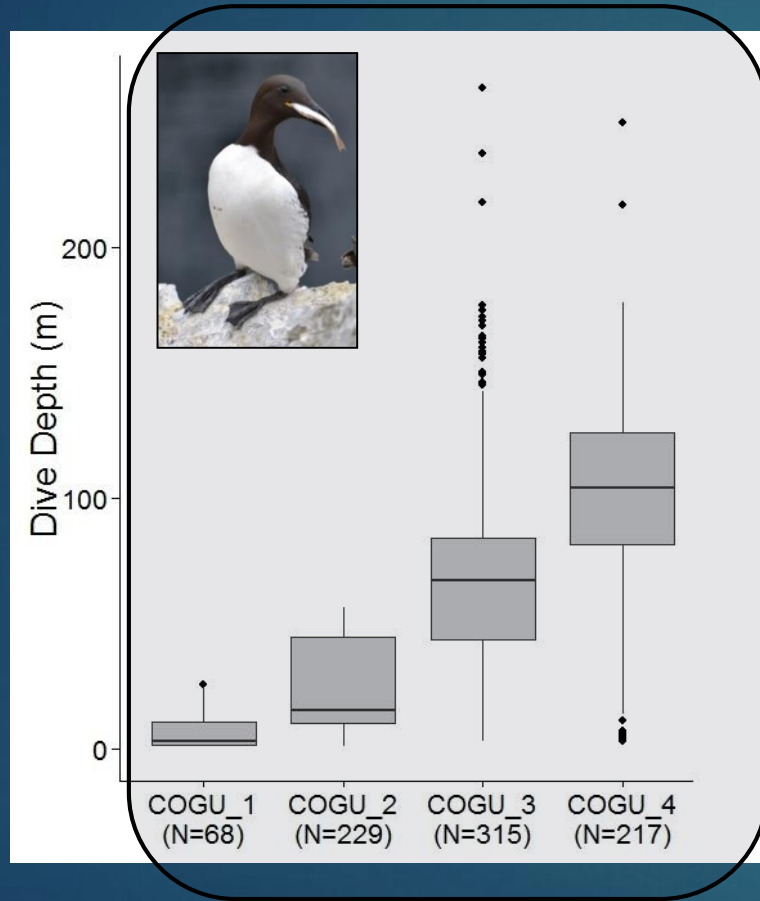 Dive Depth (m)
200
100
0
COGU_1 COGU_2 COGU_3 COGU_4
(N=68) (N=229) (N=315) (N=217)